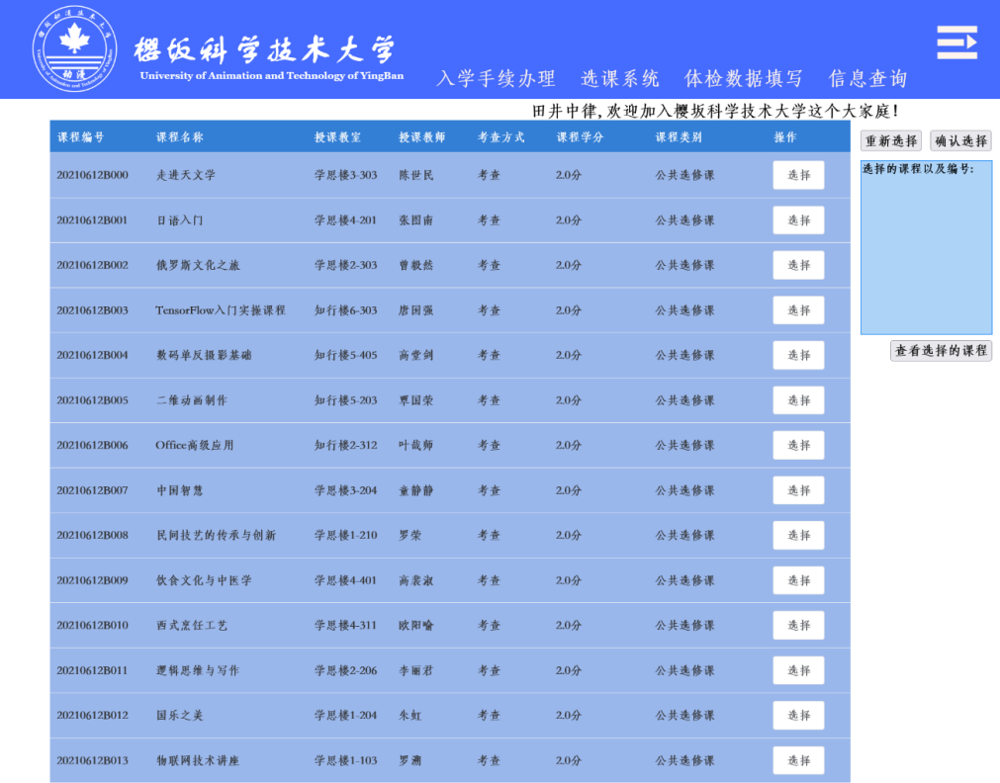 樱坂科学技术大学
University of Animation and Technology of YingBan
动漫
入学手续办理 选课系统 体检数据填写 信息查询
田井中律,欢迎加入樱坂科学技术大学这个大家庭!
课程编号 课程名称 授课教室 授课教师 考查方式 课程学分 课程类别 操作
20210612B000 走进天文学 学思楼3-303 陈世民 考查 2.0分 公共选修课 选择
20210612B001 日语入门 学思楼4-201 张图南 考查 2.0分 公共选修课 选择
20210612B002 俄罗斯文化之旅 学思楼2-303 曾毅然 考查 2.0分 公共选修课 选择
20210612B003 TensorFlow入门实操课程 知行楼6-303 唐国强 考查 2.0分 公共选修课 选择
20210612B004 数码单反摄影基础 知行楼5-405 高堂剑 考查 2.0分 公共选修课 选择
20210612B005 二维动画制作 知行楼5-203 覃国荣 考查 2.0分 公共选修课 选择
20210612B006 Office高级应用 知行楼2-312 叶哉师 考查 2.0分 公共选修课 选择
20210612B007 中国智慧 学思楼3-204 童静静 考查 2.0分 公共选修课 选择
20210612B008 民间技艺的传承与创新 学思楼1-210 罗荣 考查 2.0分 公共选修课 选择
20210612B009 饮食文化与中医学 学思楼4-401 高裴淑 考查 2.0分 公共选修课 选择
20210612B010 西式烹饪工艺 学思楼4-311 欧阳喻 考查 2.0分 公共选修课 选择
20210612B011 逻辑思维与写作 学思楼2-206 李丽君 考查 2.0分 公共选修课 选择
20210612B012 国乐之美 学思楼1-204 朱虹 考查 2.0分 公共选修课 选择
20210612B013 物联网技术讲座 学思楼1-103 罗溯 考查 2.0分 公共选修课 选择
重新选择 确认选择
选择的课程以及编号:
查看选择的课程